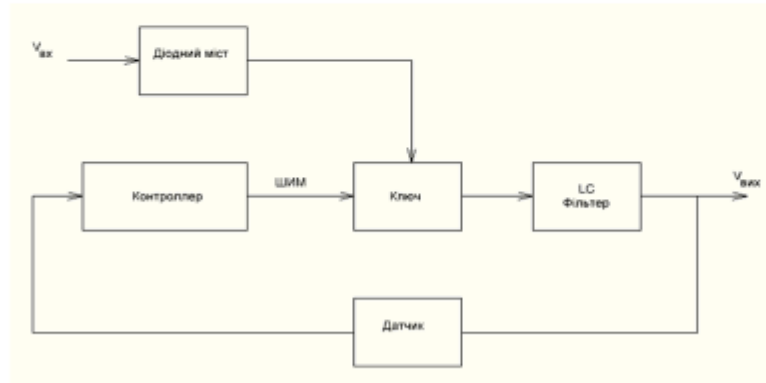 Vвх
Діодний міст
Контроллер
ШИМ
Ключ
LC
Фільтер
Vвих
Датчик